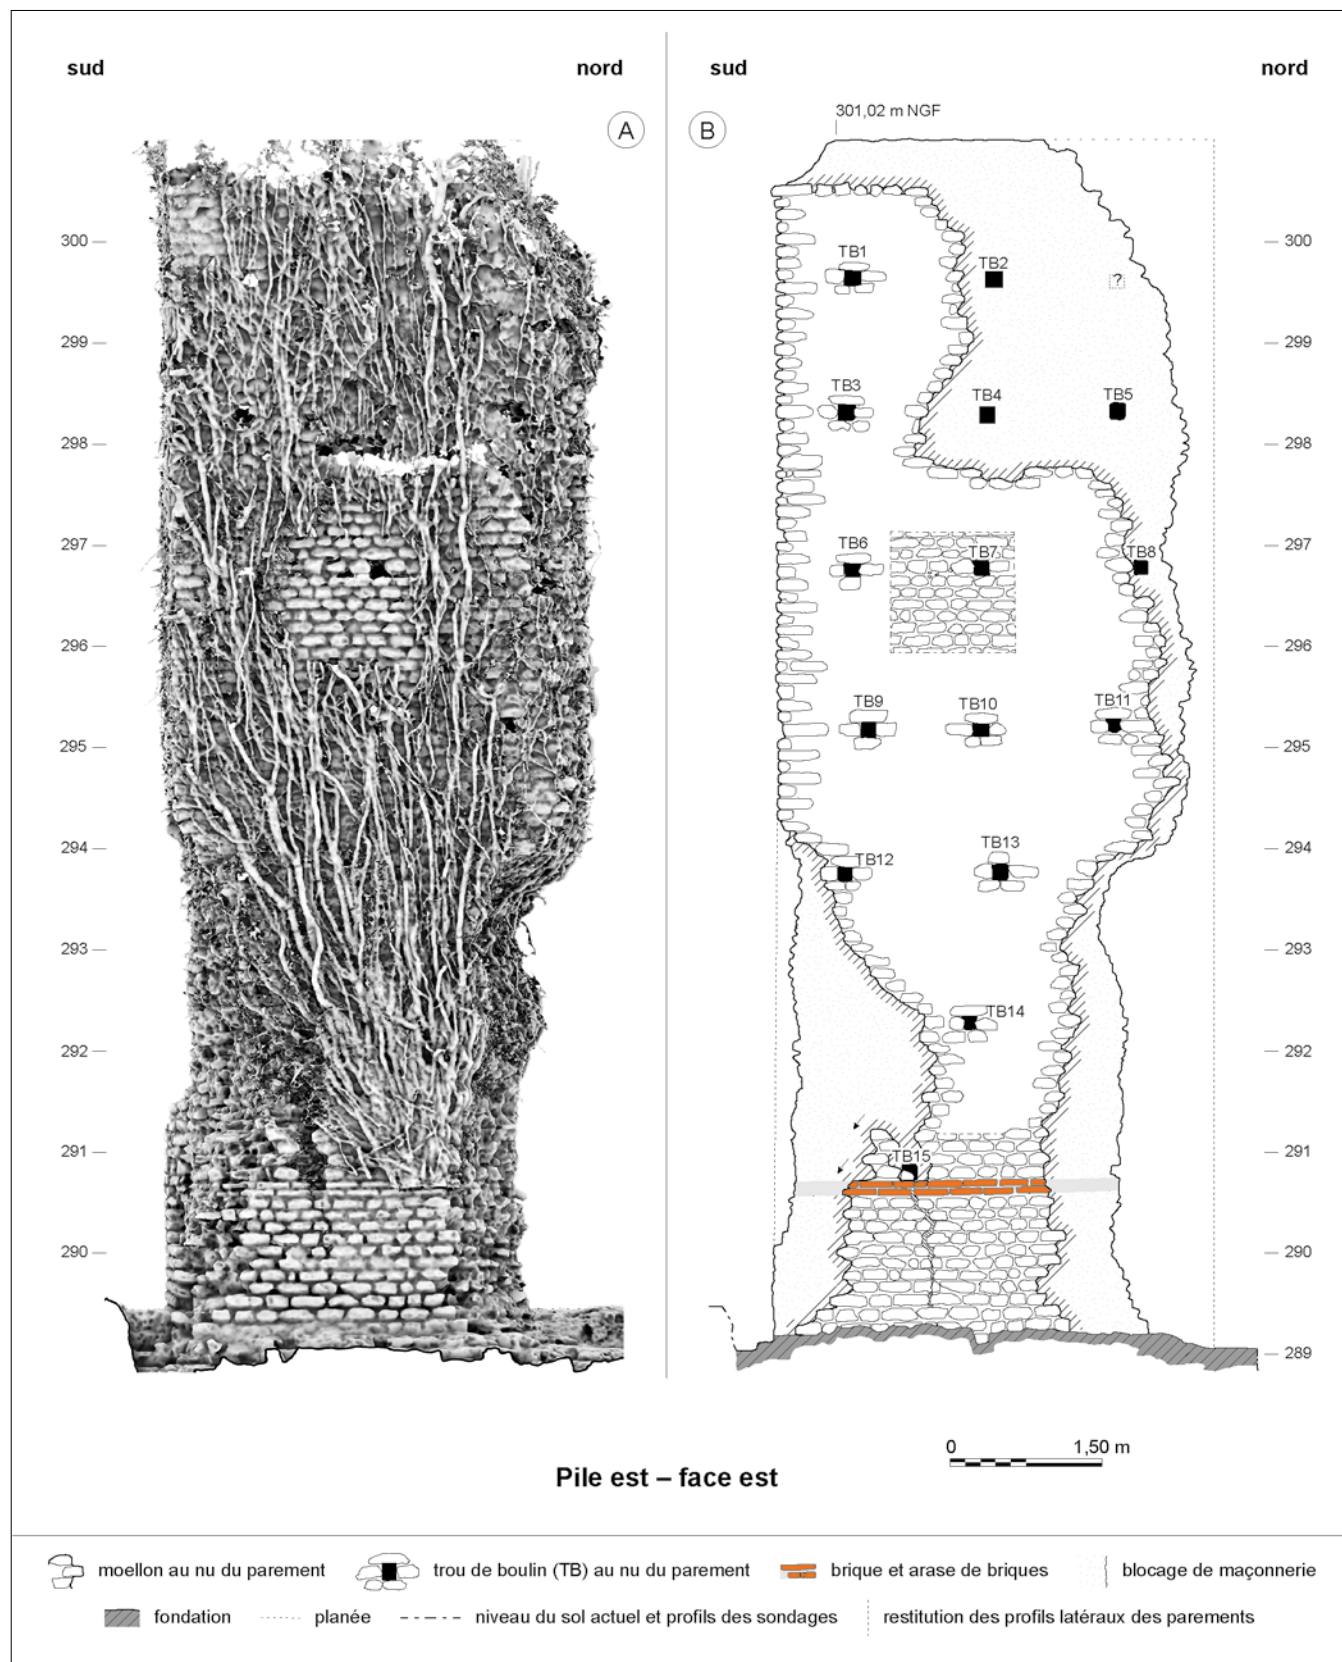 sud
nord
sud
nord
A
B
301,02 m NGF
300
300
TB1
TB2
?
299
299
TB3
TB4
TB5
298
298
297
297
TB6
TB7
TB8
296
296
TB9
TB10
TB11
295
295
294
294
TB12
TB13
293
293
TB14
292
292
291
291
TB15
290
290
289
0
1,50 m
Pile est – face est
moellon au nu du parement
trou de boulin (TB) au nu du parement
brique et arase de briques
blocage de maçonnerie
fondation
planée
niveau du sol actuel et profils des sondages
restitution des profils latéraux des parements